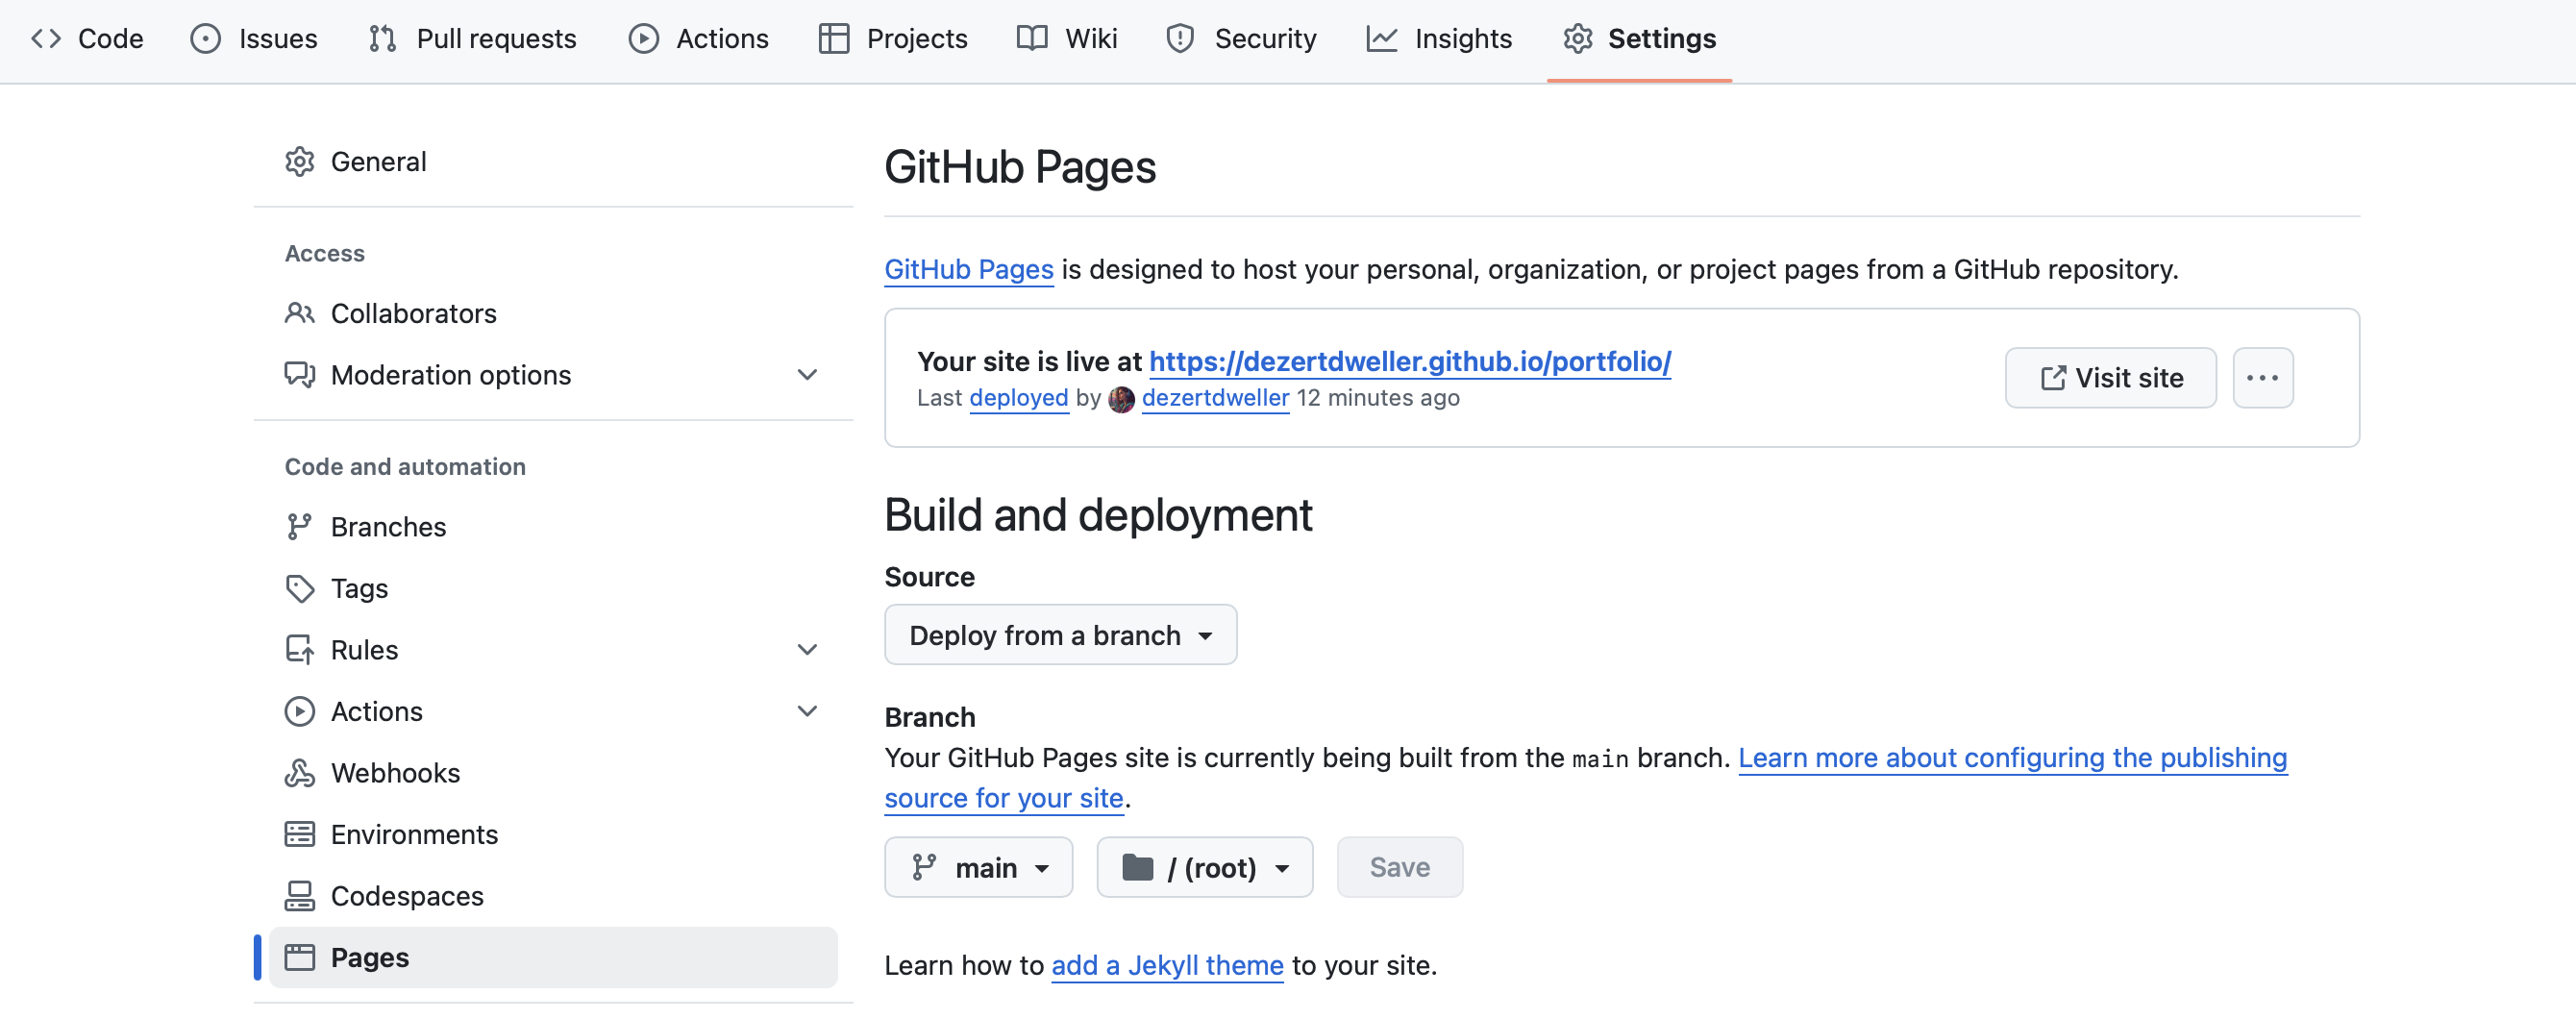 Code Issues Pull requests Actions Projects Wiki Security Insights Settings
General
Access
Collaborators
Moderation options
Code and automation
Branches
Tags
Rules
Actions
Webhooks
Environments
Codespaces
Pages
GitHub Pages
GitHub Pages is designed to host your personal, organization, or project pages from a GitHub repository.
Your site is live at https://dezertdweller.github.io/portfolio/
Last deployed by dezertdweller 12 minutes ago
Visit site
Build and deployment
Source
Deploy from a branch
Branch
Your GitHub Pages site is currently being built from the main branch. Learn more about configuring the publishing
source for your site.
main / (root) Save
Learn how to add a Jekyll theme to your site.